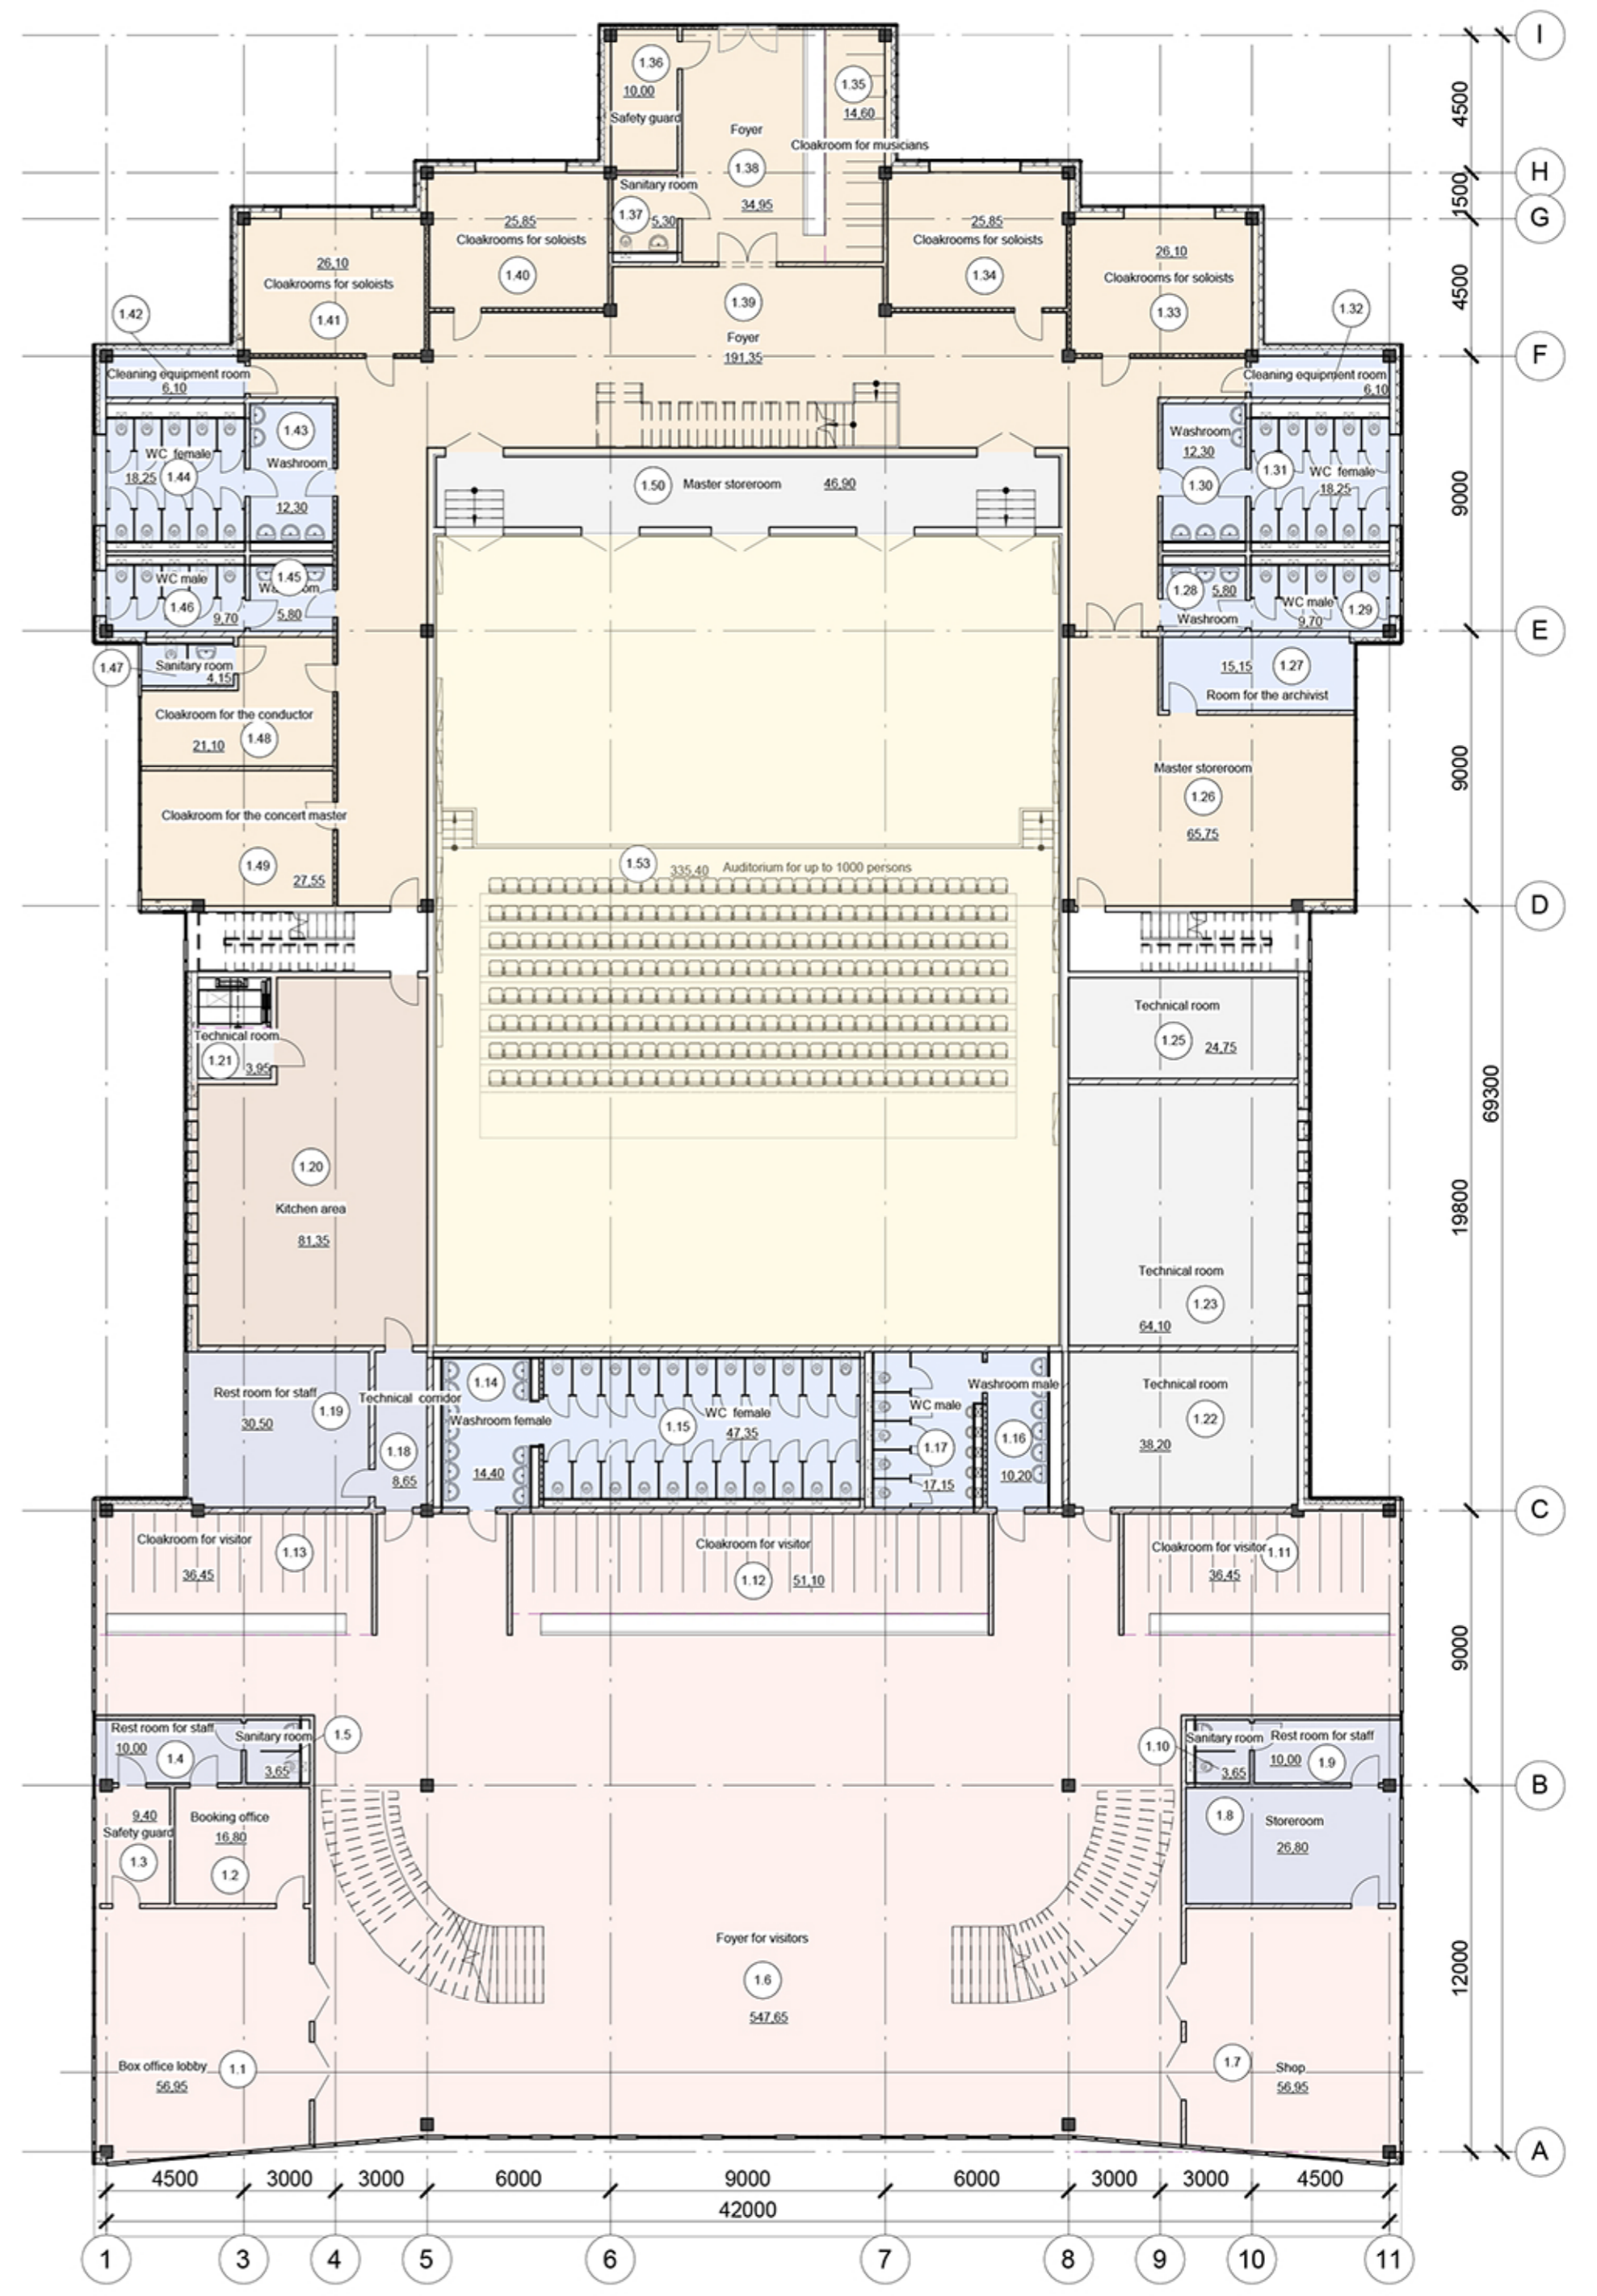 I
1.36
10,00
Safety guard
1.35
14,60
Cloakroom for musicians
Foyer
1.38
34,95
4500
H
Sanitary room
1.37
5,30
1500
G
25,85
Cloakrooms for soloists
1.40
25,85
Cloakrooms for soloists
1.34
26,10
Cloakrooms for soloists
1.41
26,10
Cloakrooms for soloists
1.33
4500
1.39
Foyer
191,35
1.42
1.32
F
Cleaning equipment room
6,10
Cleaning equipment room
6,10
1.43
Washroom
12,30
WC female
18,25
1.44
Washroom
12,30
1.30
1.31
WC female
18,25
9000
1.50
Master storeroom
46,90
WC male
1.46
9,70
1.45
5,80
1.28
5,80
Washroom
WC male
1.29
9,70
E
1.47
Sanitary room
4,15
Cloakroom for the conductor
21,10
1.48
15,15
1.27
Room for the archivist
Master storeroom
1.26
65,75
9000
Cloakroom for the concert master
1.49
27,55
1.53
335,40
Auditorium for up to 1000 persons
D
Technical room
1.21
3,95
Technical room
1.25
24,75
69300
1.20
Kitchen area
81,35
19800
Technical room
1.23
64,10
Rest room for staff
1.19
30,50
Technical corridor
1.18
8,65
1.14
Washroom female
14,40
1.15
WC female
47,35
WC male
1.17
17,15
Washroom male
1.16
10,20
Technical room
1.22
38,20
C
Cloakroom for visitor
1.13
36,45
Cloakroom for visitor
1.12
51,10
Cloakroom for visitor
1.11
36,45
9000
Rest room for staff
10,00
1.4
Sanitary room
3,65
1.5
1.10
Sanitary room
3,65
Rest room for staff
10,00
1.9
B
9,40
Safety guard
1.3
Booking office
16,80
1.2
1.8
Storeroom
26,80
Foyer for visitors
1.6
547,65
12000
Box office lobby
1.1
56,95
1.7
Shop
56,95
A
4500
3000
3000
6000
9000
6000
3000
3000
4500
42000
1
3
4
5
6
7
8
9
10
11